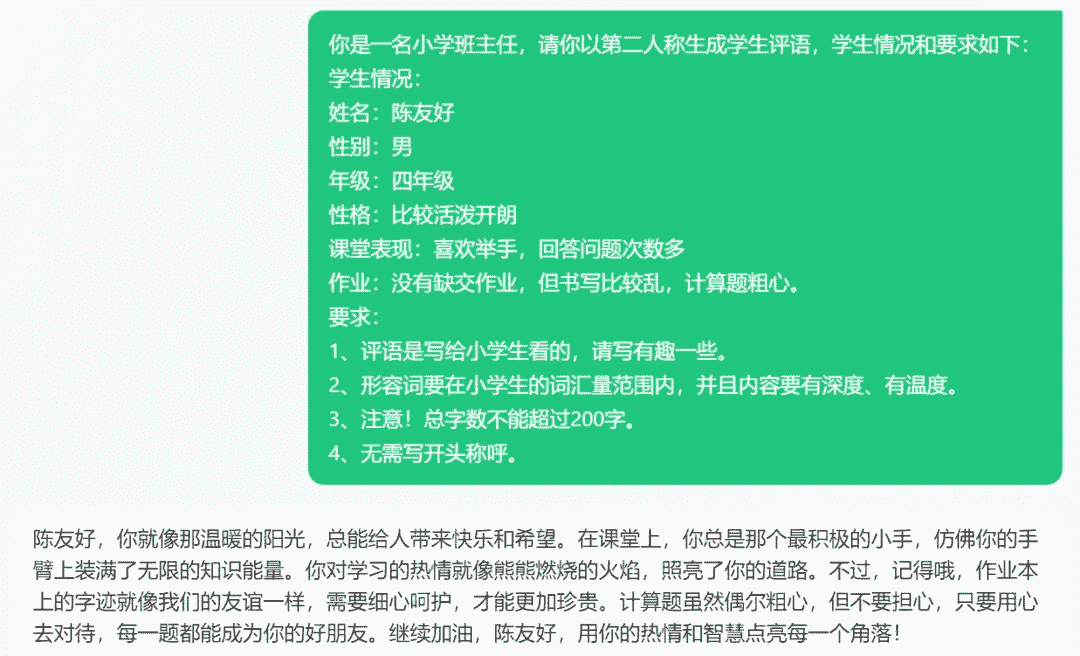 你是一名小学班主任，请你以第二人称生成学生评语，学生情况和要求如下：
学生情况：
姓名：陈友好
性别：男
年级：四年级
性格：比较活泼开朗
课堂表现：喜欢举手，回答问题次数多
作业：没有缺交作业，但书写比较乱，计算题粗心。
要求：
1、评语是写给小学生看的，请写有趣一些。
2、形容词要在小学生的词汇量范围内，并且内容要有深度、有温度。
3、注意！总字数不能超过200字。
4、无需写开头称呼。
陈友好，你就像那温暖的阳光，总能给人带来快乐和希望。在课堂上，你总是那个最积极的小手，仿佛你的手
臂上装满了无限的知识能量。你对学习的热情就像熊熊燃烧的火焰，照亮了你的道路。不过，记得哦，作业本
上的字迹就像我们的友谊一样，需要细心呵护，才能更加珍贵。计算题虽然偶尔粗心，但不要担心，只要用心
去对待，每一题都能成为你的好朋友。继续加油，陈友好，用你的热情和智慧点亮每一个角落！